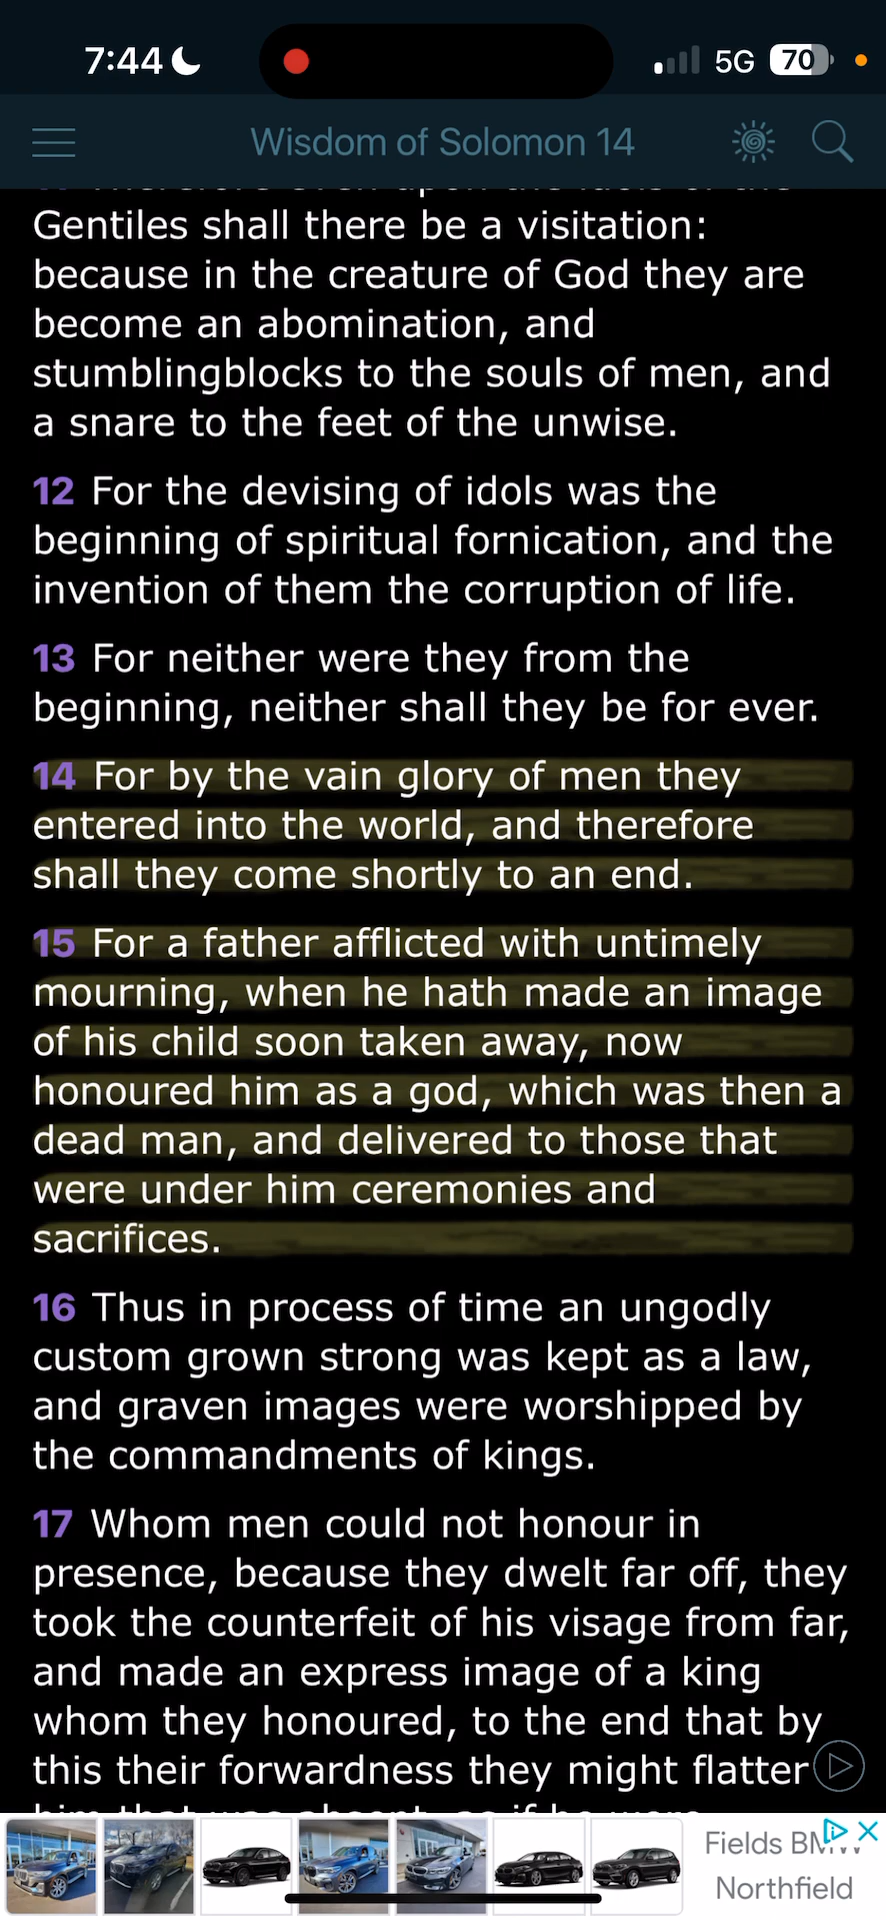 7:44
5G
70
Wisdom of Solomon 14
Gentiles shall there be a visitation:
because in the creature of God they are
become an abomination, and
stumblingblocks to the souls of men, and
a snare to the feet of the unwise.
12 For the devising of idols was the
beginning of spiritual fornication, and the
invention of them the corruption of life.
13 For neither were they from the
beginning, neither shall they be for ever.
14 For by the vain glory of men they
entered into the world, and therefore
shall they come shortly to an end.
15 For a father afflicted with untimely
mourning, when he hath made an image
of his child soon taken away, now
honoured him as a god, which was then a
dead man, and delivered to those that
were under him ceremonies and
sacrifices.
16 Thus in process of time an ungodly
custom grown strong was kept as a law,
and graven images were worshipped by
the commandments of kings.
17 Whom men could not honour in
presence, because they dwelt far off, they
took the counterfeit of his visage from far,
and made an express image of a king
whom they honoured, to the end that by
this their forwardness they might flatter
Fields BMW
Northfield